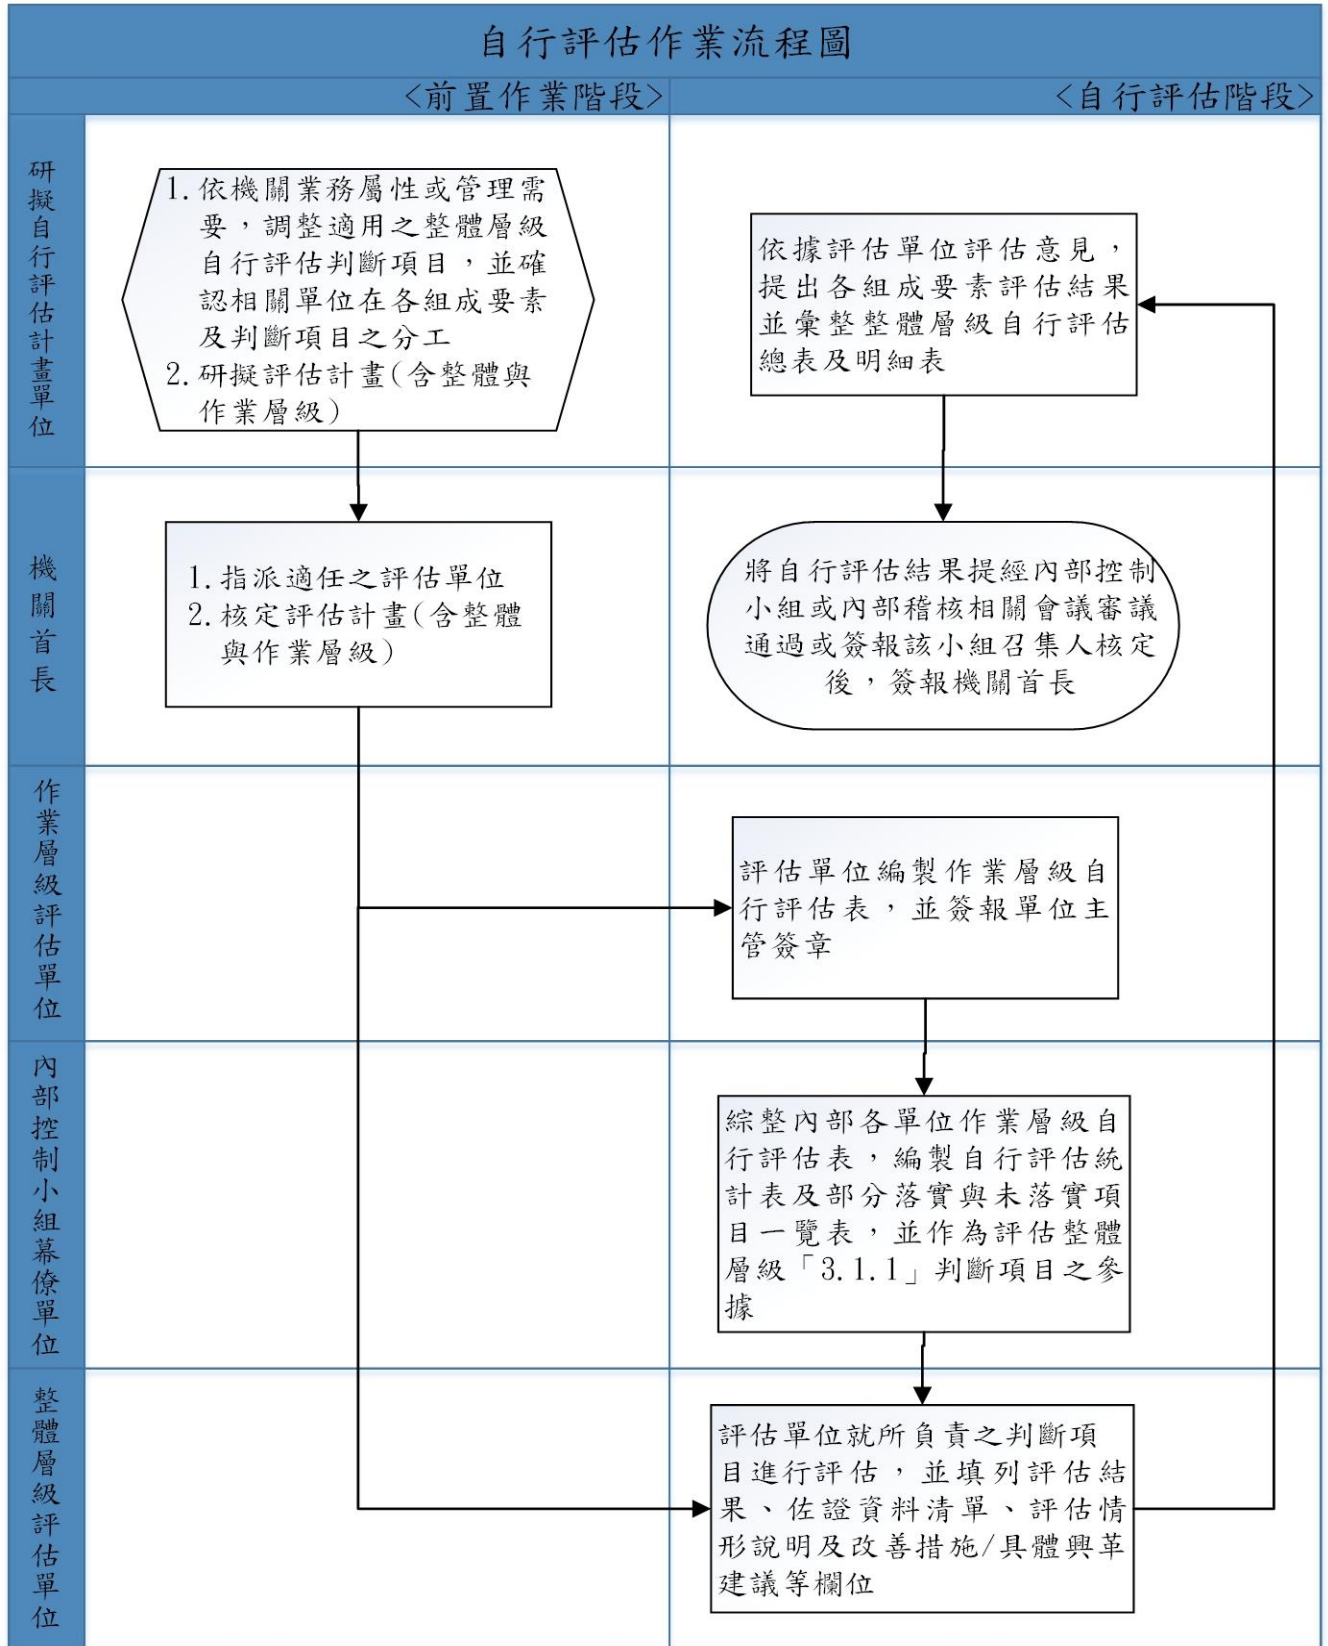 自行評估作業流程圖
<前置作業階段>
<自行評估階段>
研擬自行評估計畫單位
1.依機關業務屬性或管理需
要，調整適用之整體層級
自行評估判斷項目，並確
認相關單位在各組成要素
及判斷項目之分工
2.研擬評估計畫(含整體與
作業層級)
依據評估單位評估意見，
提出各組成要素評估結果
並彙整整體層級自行評估
總表及明細表
機關首長
1.指派適任之評估單位
2.核定評估計畫(含整體
與作業層級)
將自行評估結果提經內部控制
小組或內部稽核相關會議審議
通過或簽報該小組召集人核定
後，簽報機關首長
作業層級評估單位
評估單位編製作業層級自
行評估表，並簽報單位主
管簽章
內部控制小組幕僚單位
綜整內部各單位作業層級自
行評估表，編製自行評估統
計表及部分落實與未落實項
目一覽表，並作為評估整體
層級「3.1.1」判斷項目之參
據
整體層級評估單位
評估單位就所負責之判斷項
目進行評估，並填列評估結
果、佐證資料清單、評估情
形說明及改善措施/具體興革
建議等欄位